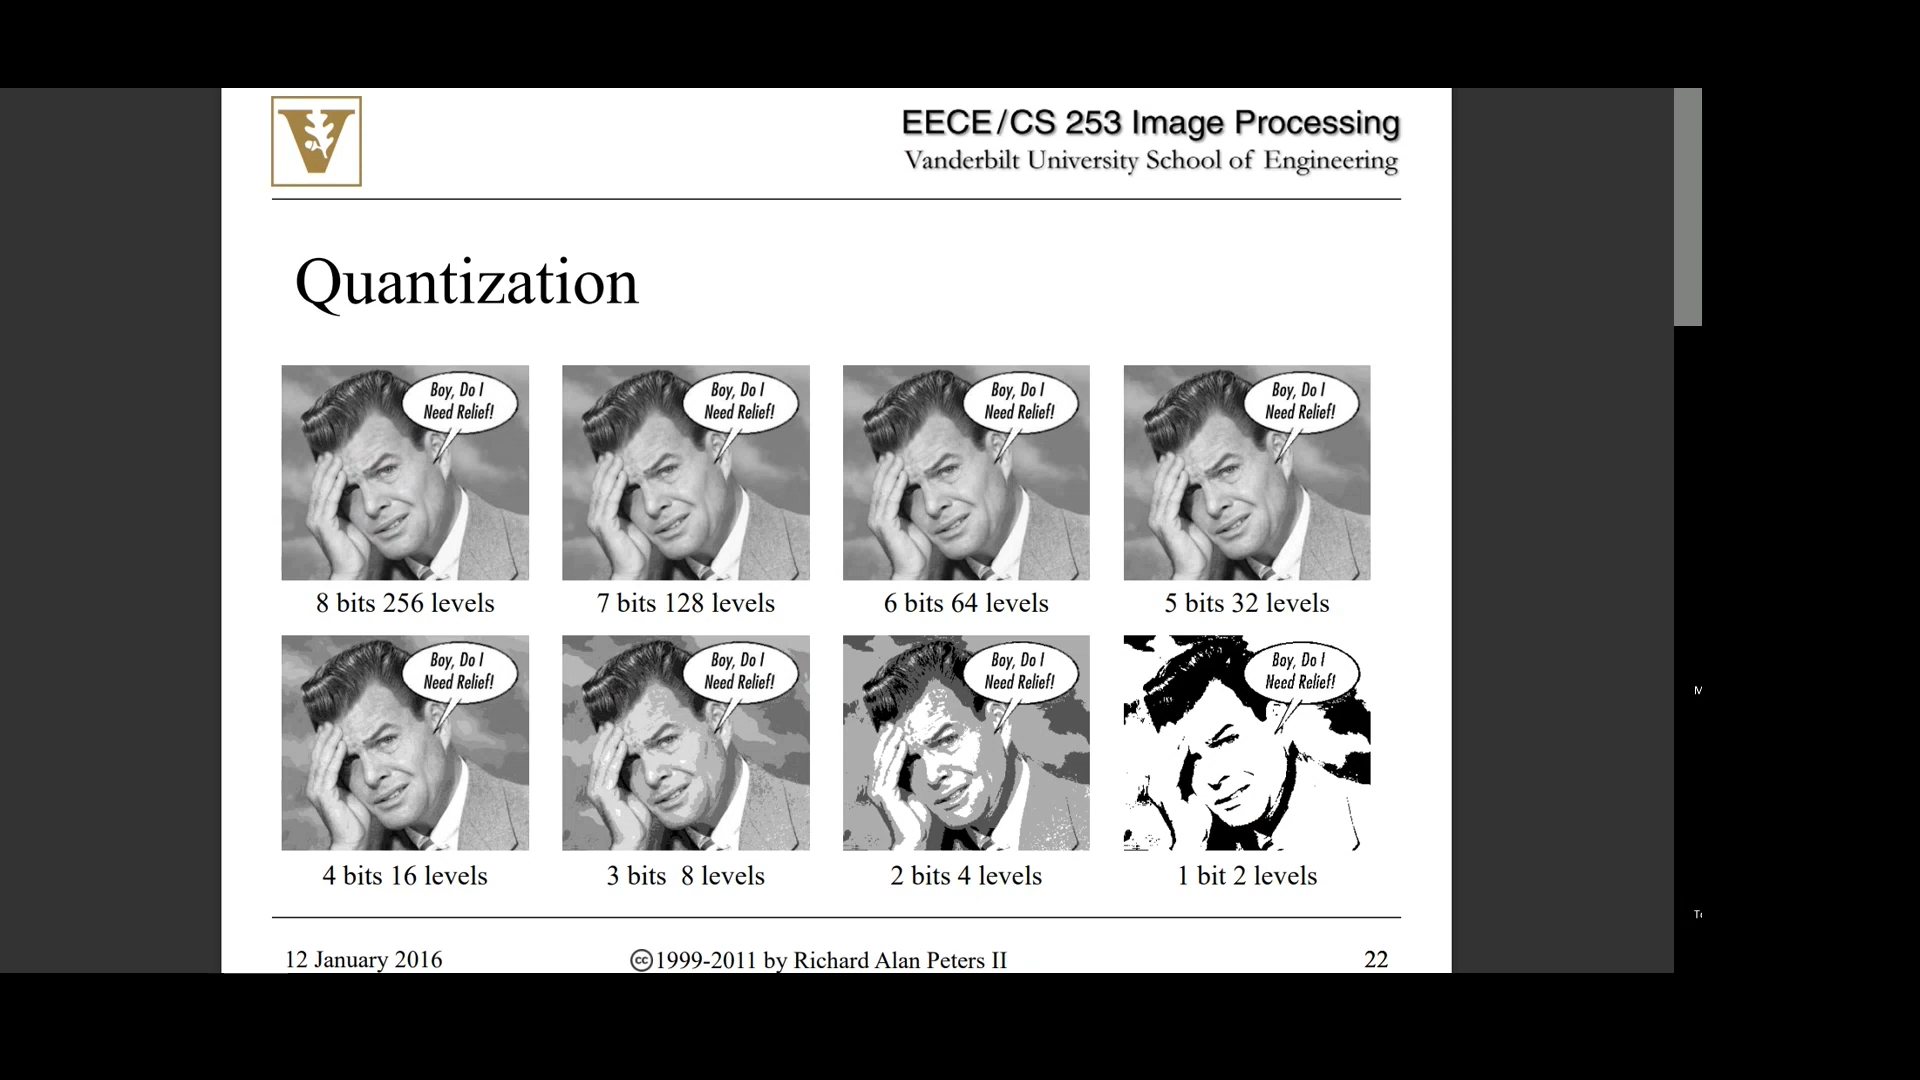 V
EECE/CS 253 Image Processing
Vanderbilt University School of Engineering
Quantization
Boy, Do I
Need Relief!
Boy, Do I
Need Relief!
Boy, Do I
Need Relief!
Boy, Do I
Need Relief!
8 bits 256 levels
7 bits 128 levels
6 bits 64 levels
5 bits 32 levels
Boy, Do I
Need Relief!
Boy, Do I
Need Relief!
Boy, Do I
Need Relief!
Boy, Do I
Need Relief!
4 bits 16 levels
3 bits  8 levels
2 bits 4 levels
1 bit 2 levels
12 January 2016
cc 1999-2011 by Richard Alan Peters II
22